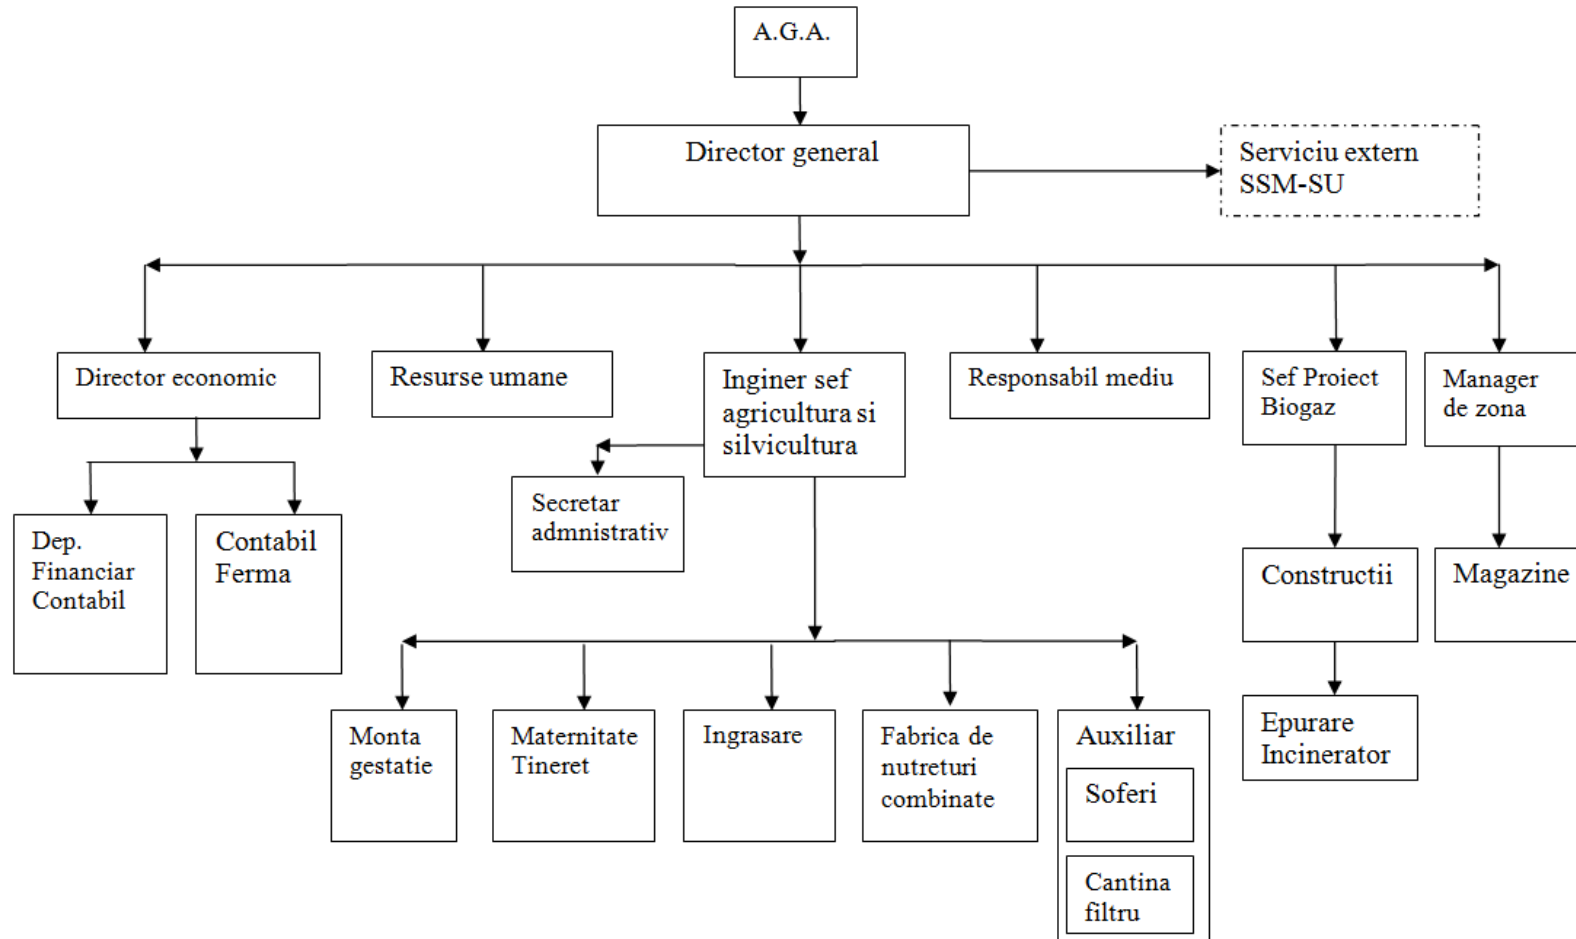 A.G.A.
Director general
Serviciu extern
SSM-SU
Director economic
Resurse umane
Inginer sef
agricultura si
silvicultura
Responsabil mediu
Sef Proiect
Biogaz
Manager
de zona
Secretar
admnistrativ
Dep.
Financiar
Contabil
Contabil
Ferma
Constructii
Magazine
Monta
gestatie
Maternitate
Tineret
Ingrasare
Fabrica de
nutreturi
combinate
Auxiliar
Soferi
Cantina
filtru
Epurare
Incinerator